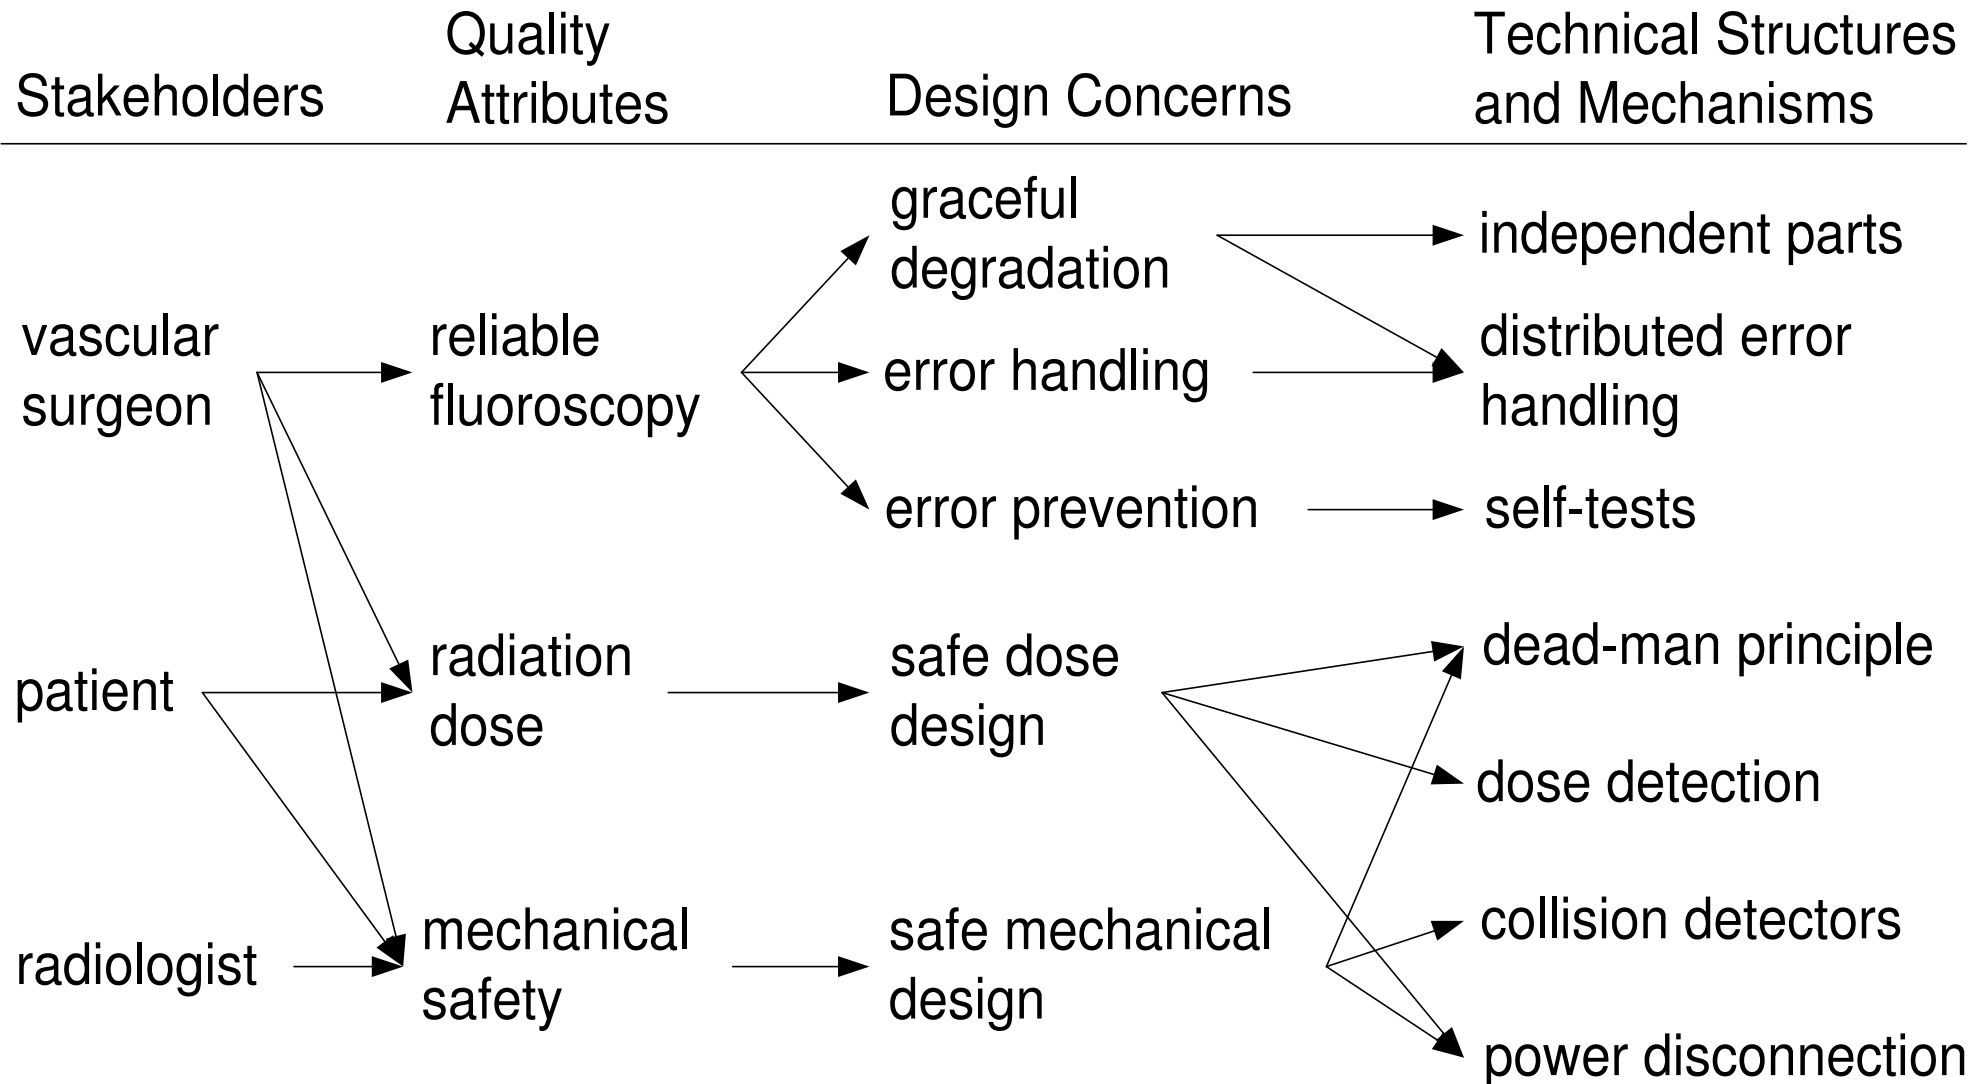 Stakeholders
Quality
Attributes
Design Concerns
Technical Structures
and Mechanisms
vascular
surgeon
patient
radiologist
reliable
fluoroscopy
radiation
dose
mechanical
safety
graceful
degradation
error handling
error prevention
safe dose
design
safe mechanical
design
independent parts
distributed error
handling
self-tests
dead-man principle
dose detection
collision detectors
power disconnection